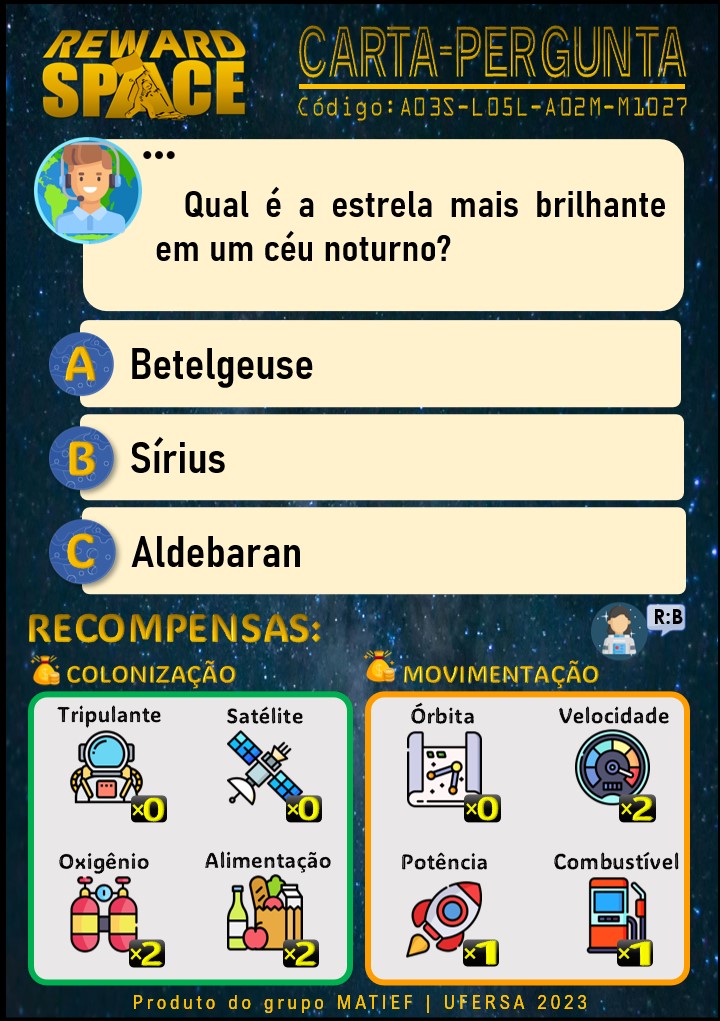 REWARD
SPACE
CARTA-PERGUNTA
Código:A03S-L05L-A02M-M1027
...
Qual é a estrela mais brilhante
em um céu noturno?
A Betelgeuse
B Sírius
C Aldebaran
RECOMPENSAS:
R:B
COLONIZAÇÃO
MOVIMENTAÇÃO
Tripulante
Satélite
Órbita
Velocidade
×0
×0
×0
×2
Oxigênio
Alimentação
Potência
Combustível
×2
×2
×1
×1
Produto do grupo MATIEF | UFERSA 2023